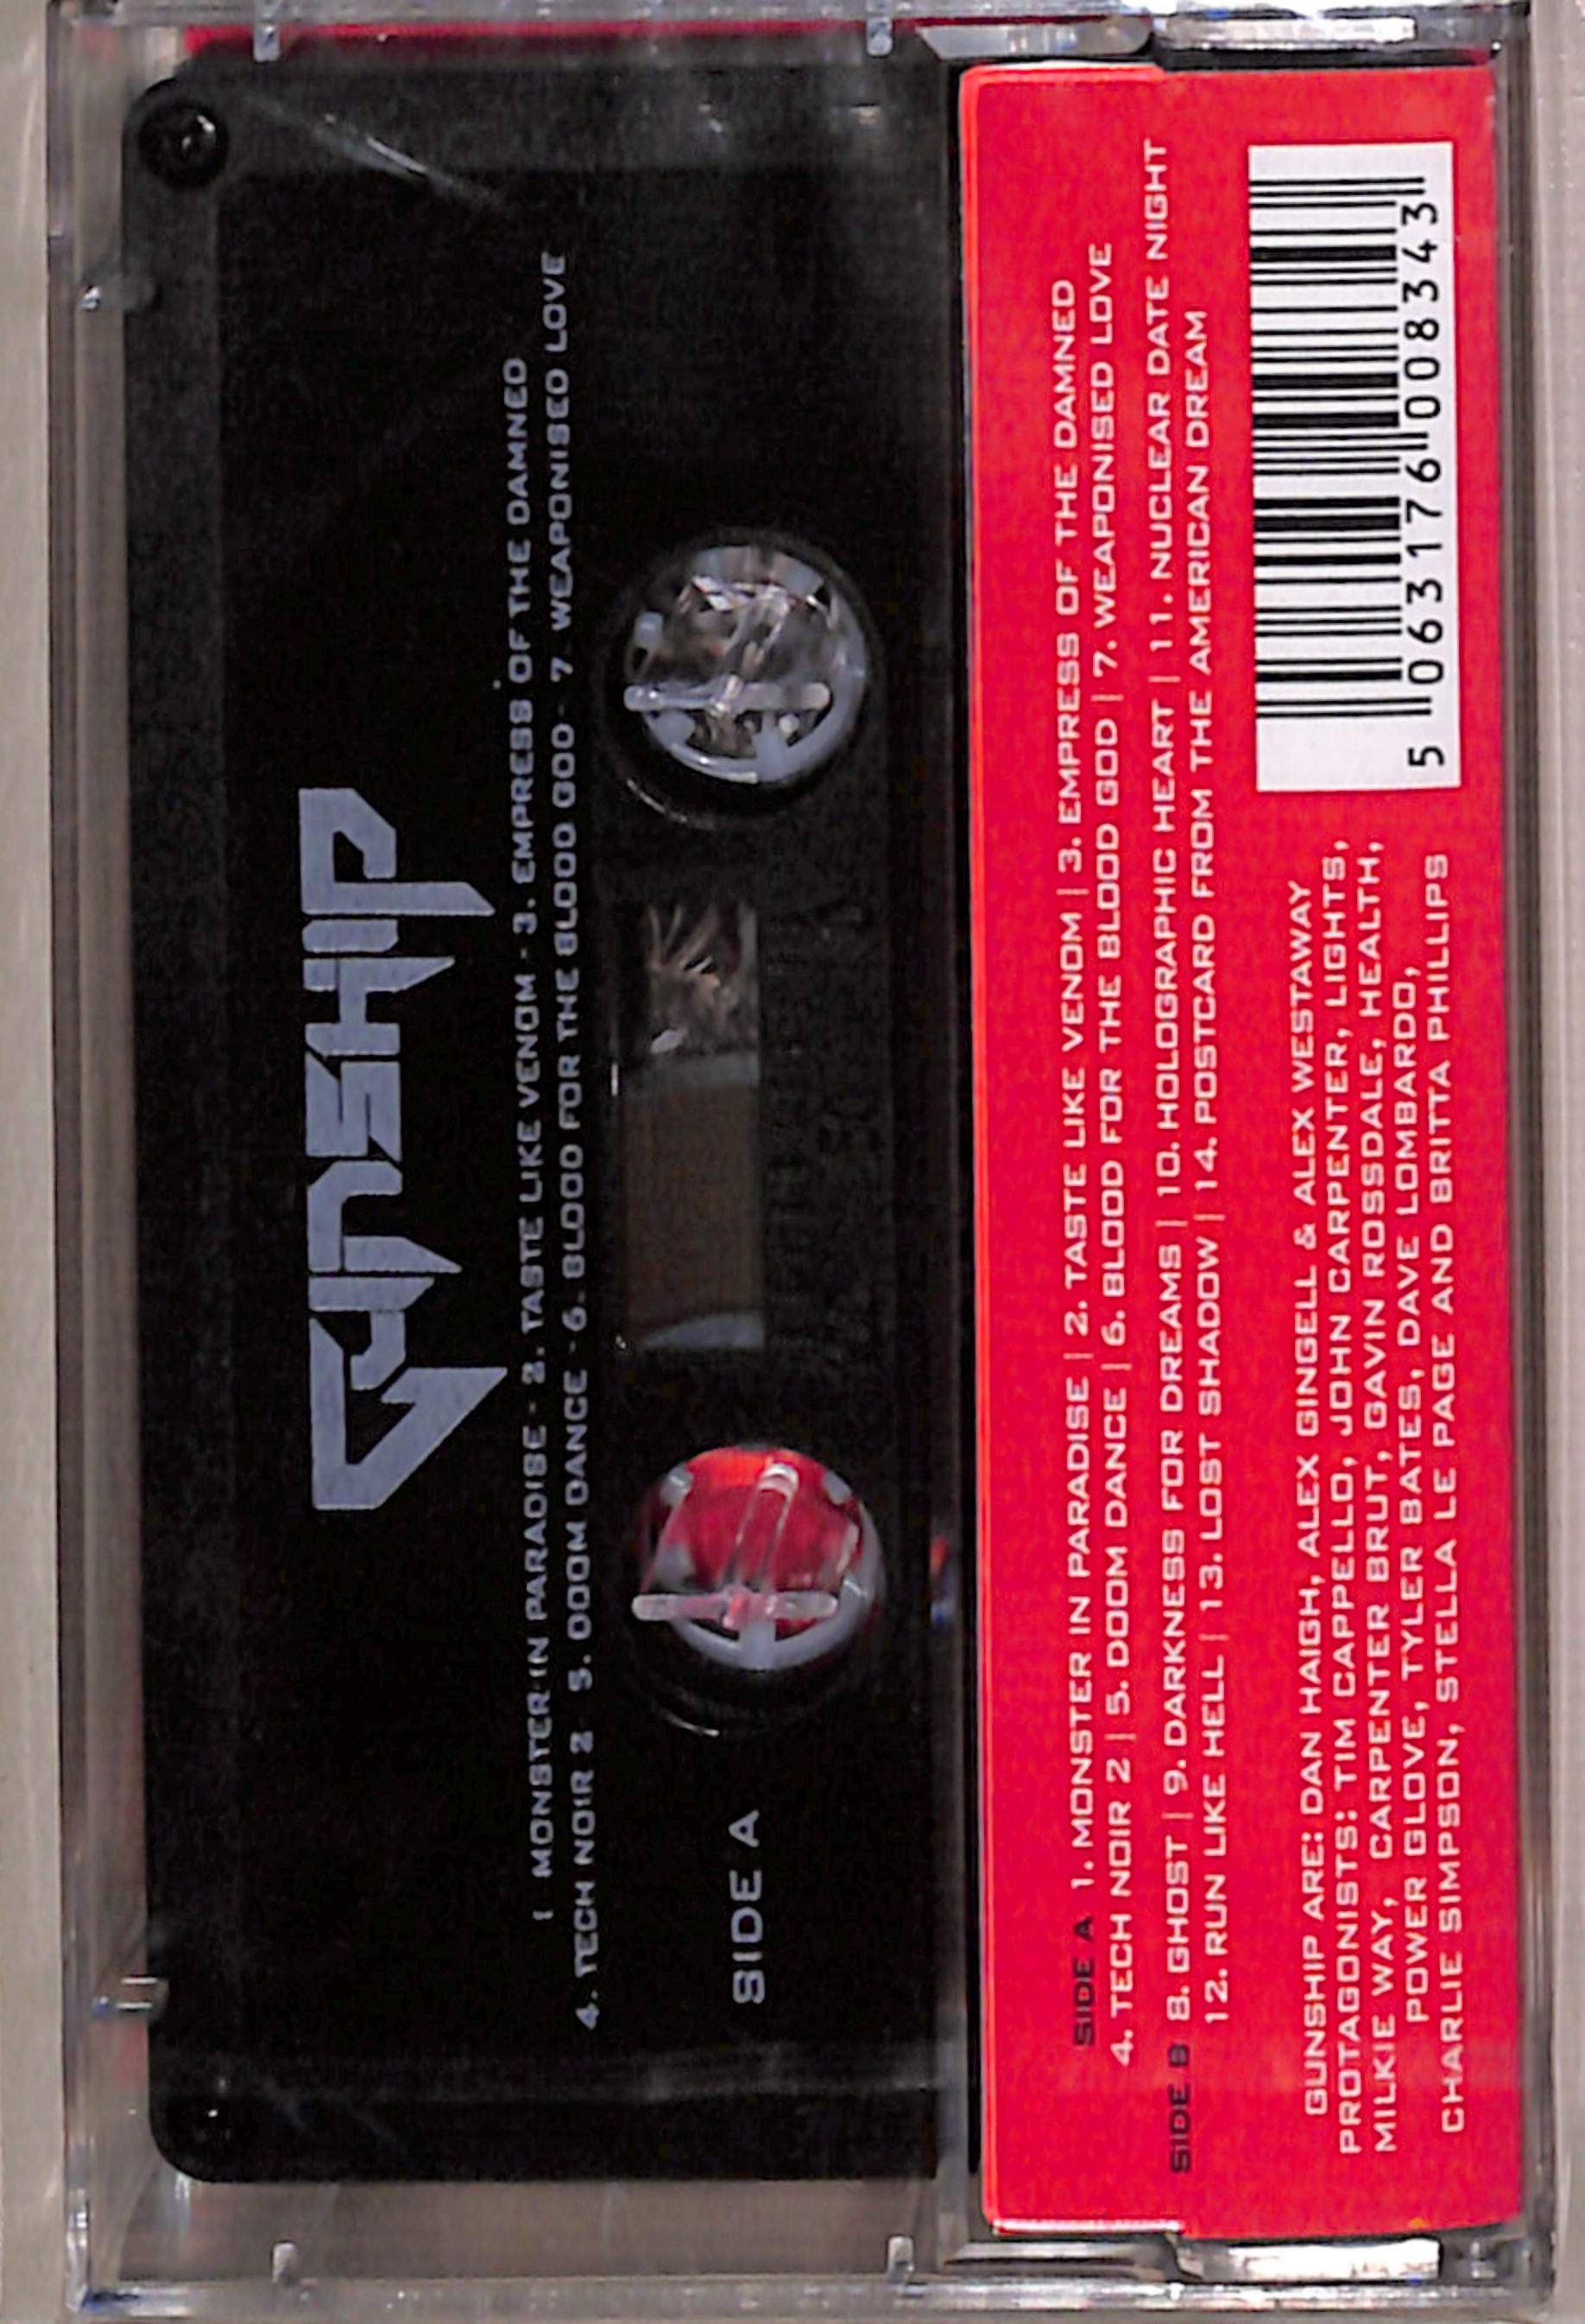 GUNSHIP
1 MONSTER IN PARADISE · 2. TASTE LIKE VENOM · 3. EMPRESS OF THE DAMNED
4. TECH NOIR 2 5. DOOM DANCE · 6. BLOOD FOR THE BLOOD GOD · 7 WEAPONISED LOVE
SIDE A
SIDE A 1. MONSTER IN PARADISE | 2. TASTE LIKE VENOM | 3. EMPRESS OF THE DAMNED
4. TECH NOIR 2 | 5. DOOM DANCE | 6. BLOOD FOR THE BLOOD GOD | 7. WEAPONISED LOVE
SIDE B 8. GHOST | 9. DARKNESS FOR DREAMS | 10. HOLOGRAPHIC HEART | 11. NUCLEAR DATE NIGHT
12. RUN LIKE HELL | 13. LOST SHADOW | 14. POSTCARD FROM THE AMERICAN DREAM
GUNSHIP ARE: DAN HAIGH, ALEX GINGELL & ALEX WESTAWAY
PROTAGONISTS: TIM CAPPELLO, JOHN CARPENTER, LIGHTS,
MILKIE WAY, CARPENTER BRUT, GAVIN ROSSDALE, HEALTH,
POWER GLOVE, TYLER BATES, DAVE LOMBARDO,
CHARLIE SIMPSON, STELLA LE PAGE AND BRITTA PHILLIPS
5 063176 008343